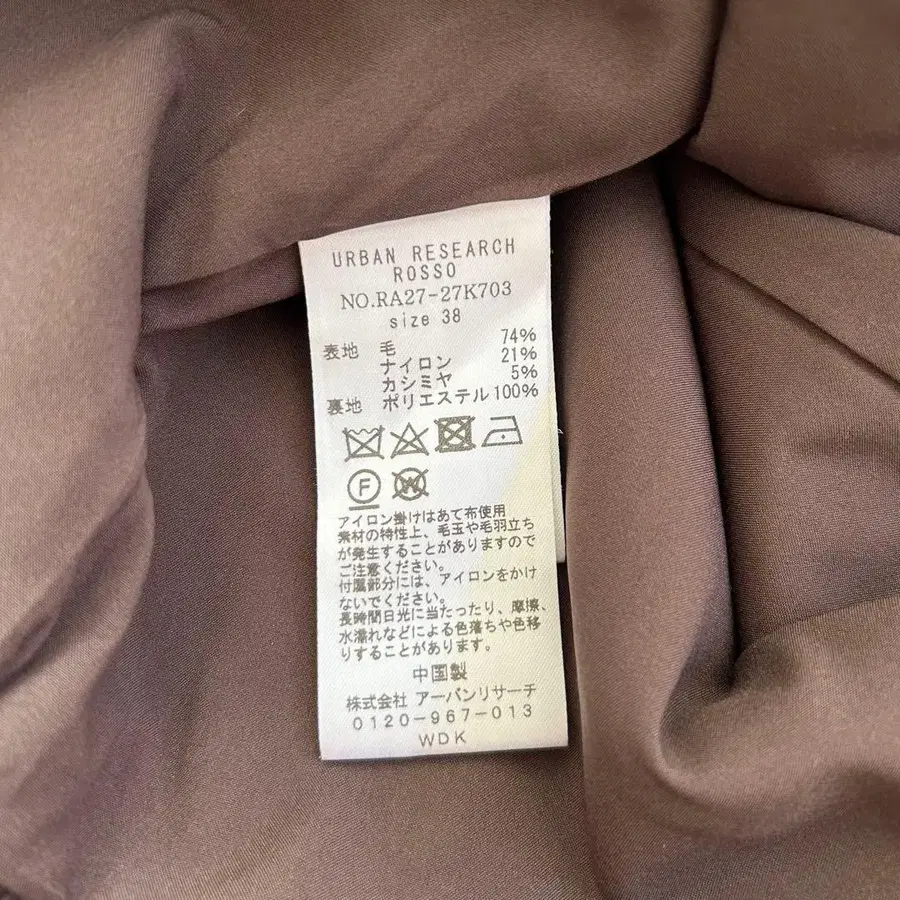 URBAN RESEARCH
ROSSO
NO.RA27-27K703
size 38
表地 毛 74%
ナイロン 21%
カシミヤ 5%
裏地 ポリエステル 100%
F W
アイロン掛けはあて布使用
素材の特性上、毛玉や毛羽立ち
が発生することがありますので
ご注意ください。
付属部分には、アイロンをかけ
ないでください。
長時間日光に当たったり、摩擦、
水濡れなどによる色落ちや色移
りすることがあります。
中国製
株式会社 アーバンリサーチ
0120-967-013
WDK